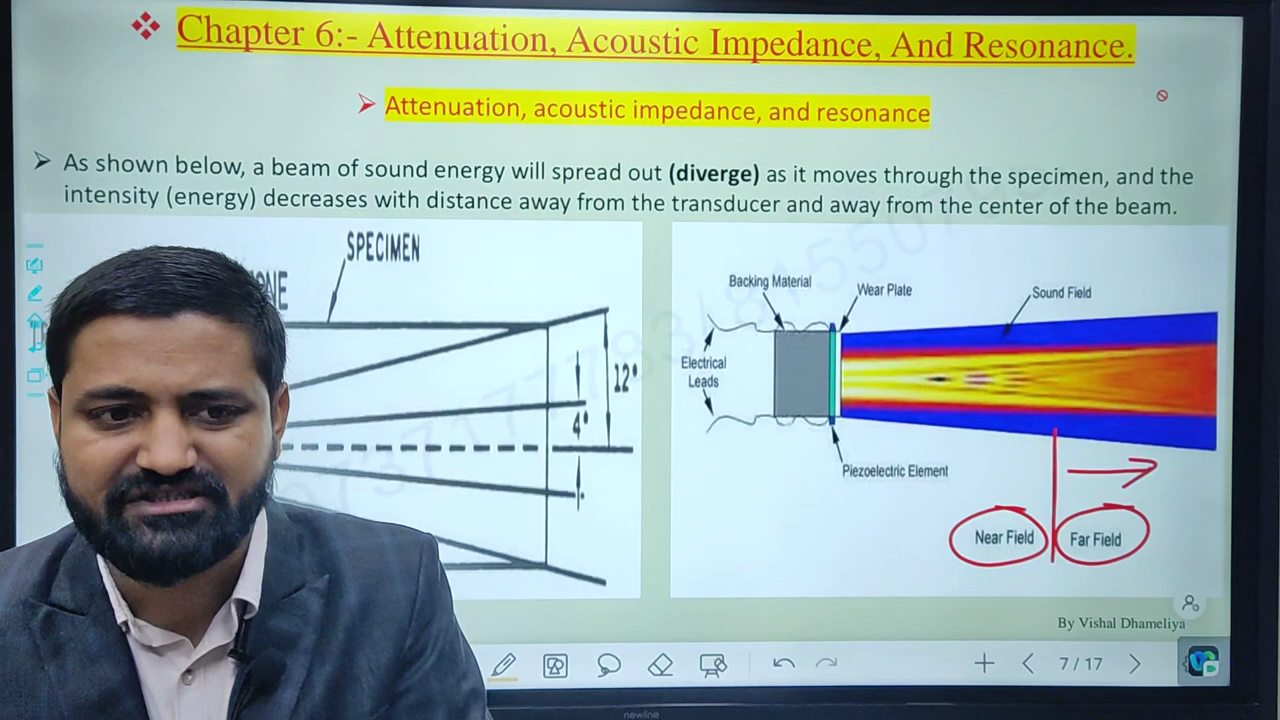 Chapter 6:- Attenuation, Acoustic Impedance, And Resonance.
Attenuation, acoustic impedance, and resonance
As shown below, a beam of sound energy will spread out (diverge) as it moves through the specimen, and the
intensity (energy) decreases with distance away from the transducer and away from the center of the beam.
SPECIMEN
12°
4°
Backing Material
Wear Plate
Sound Field
Electrical
Leads
Piezoelectric Element
Near Field
Far Field
By Vishal Dhameliya
7 / 17
newline